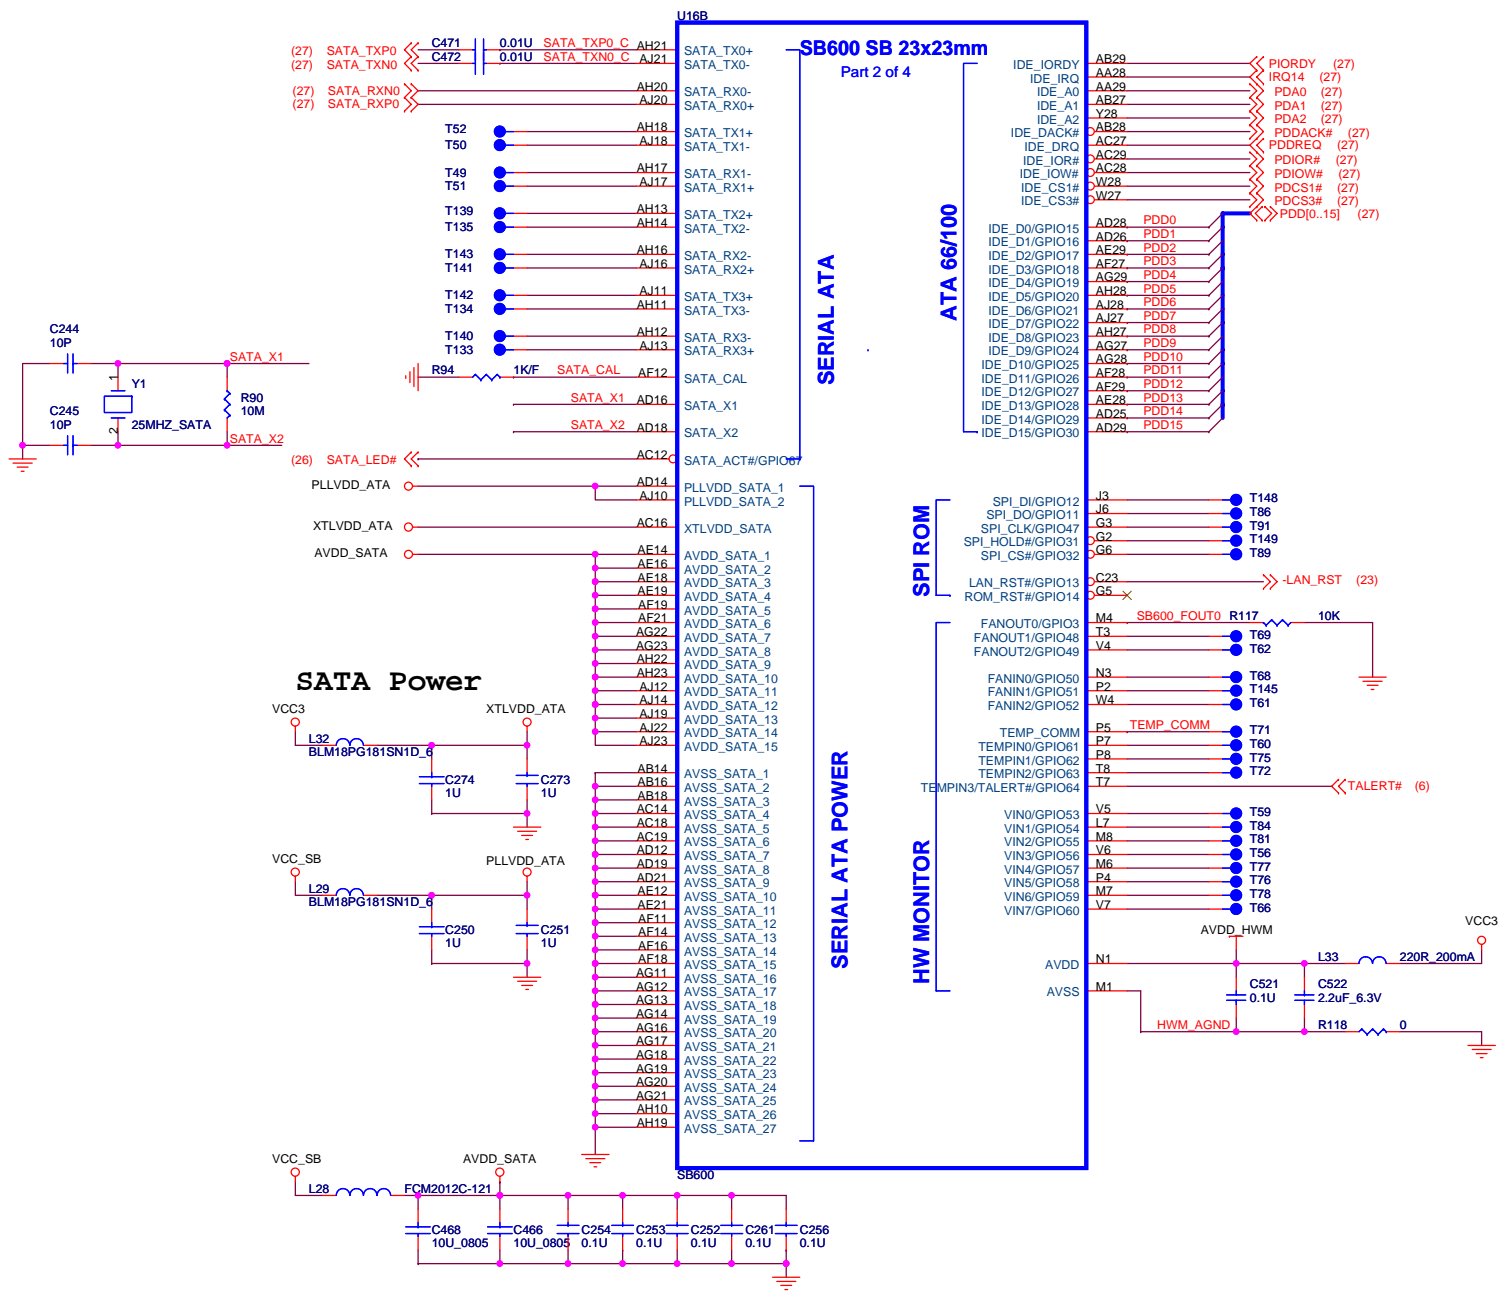 U16B
SB600 SB 23x23mm
Part 2 of 4
(27) SATA_TXP0 C471 0.01U SATA_TXP0_C AH21 SATA_TX0+
(27) SATA_TXN0 C472 0.01U SATA_TXN0_C AJ21 SATA_TX0-
(27) SATA_RXN0 AH20 SATA_RX0-
(27) SATA_RXP0 AJ20 SATA_RX0+
T52 AH18 SATA_TX1+
T50 AJ18 SATA_TX1-
T49 AH17 SATA_RX1-
T51 AJ17 SATA_RX1+
T139 AH13 SATA_TX2+
T135 AH14 SATA_TX2-
T143 AH16 SATA_RX2-
T141 AJ16 SATA_RX2+
T142 AJ11 SATA_TX3+
T134 AH11 SATA_TX3-
T140 AH12 SATA_RX3-
T133 AJ13 SATA_RX3+
R94 1K/F SATA_CAL AF12 SATA_CAL
SATA_X1 AD16 SATA_X1
SATA_X2 AD18 SATA_X2
(26) SATA_LED# AC12 SATA_ACT#/GPIO67
SERIAL ATA
C244
10P
SATA_X1
1
Y1
R90
10M
C245
10P
2
25MHZ_SATA
SATA_X2
PLLVDD_ATA AD14 PLLVDD_SATA_1
AJ10 PLLVDD_SATA_2
XTLVDD_ATA AC16 XTLVDD_SATA
AVDD_SATA AE14 AVDD_SATA_1
AE16 AVDD_SATA_2
AE18 AVDD_SATA_3
AE19 AVDD_SATA_4
AF19 AVDD_SATA_5
AF21 AVDD_SATA_6
AG22 AVDD_SATA_7
AG23 AVDD_SATA_8
AH22 AVDD_SATA_9
AH23 AVDD_SATA_10
AJ12 AVDD_SATA_11
AJ14 AVDD_SATA_12
AJ19 AVDD_SATA_13
AJ22 AVDD_SATA_14
AJ23 AVDD_SATA_15
AB14 AVSS_SATA_1
AB16 AVSS_SATA_2
AB18 AVSS_SATA_3
AC14 AVSS_SATA_4
AC18 AVSS_SATA_5
AC19 AVSS_SATA_6
AD12 AVSS_SATA_7
AD19 AVSS_SATA_8
AD21 AVSS_SATA_9
AE12 AVSS_SATA_10
AE21 AVSS_SATA_11
AF11 AVSS_SATA_12
AF14 AVSS_SATA_13
AF16 AVSS_SATA_14
AF18 AVSS_SATA_15
AG11 AVSS_SATA_16
AG12 AVSS_SATA_17
AG13 AVSS_SATA_18
AG14 AVSS_SATA_19
AG16 AVSS_SATA_20
AG17 AVSS_SATA_21
AG18 AVSS_SATA_22
AG19 AVSS_SATA_23
AG20 AVSS_SATA_24
AG21 AVSS_SATA_25
AH10 AVSS_SATA_26
AH19 AVSS_SATA_27
SERIAL ATA POWER
SB600
SATA Power
VCC3 XTLVDD_ATA
L32
BLM18PG181SN1D_6
C274
1U
C273
1U
VCC_SB PLLVDD_ATA
L29
BLM18PG181SN1D_6
C250
1U
C251
1U
VCC_SB AVDD_SATA
L28 FCM2012C-121
C468
10U_0805
C466
10U_0805
C254
0.1U
C253
0.1U
C252
0.1U
C261
0.1U
C256
0.1U
ATA 66/100
IDE_IORDY AB29 PIORDY (27)
IDE_IRQ AA28 IRQ14 (27)
IDE_A0 AA29 PDA0 (27)
IDE_A1 AB27 PDA1 (27)
IDE_A2 Y28 PDA2 (27)
IDE_DACK# AB28 PDDACK# (27)
IDE_DRQ AC27 PDDREQ (27)
IDE_IOR# AC29 PDIOR# (27)
IDE_IOW# AC28 PDIOW# (27)
IDE_CS1# W28 PDCS1# (27)
IDE_CS3# W27 PDCS3# (27)
PDD[0..15] (27)
IDE_D0/GPIO15 AD28 PDD0
IDE_D1/GPIO16 AD26 PDD1
IDE_D2/GPIO17 AE29 PDD2
IDE_D3/GPIO18 AF27 PDD3
IDE_D4/GPIO19 AG29 PDD4
IDE_D5/GPIO20 AH28 PDD5
IDE_D6/GPIO21 AJ28 PDD6
IDE_D7/GPIO22 AJ27 PDD7
IDE_D8/GPIO23 AH27 PDD8
IDE_D9/GPIO24 AG27 PDD9
IDE_D10/GPIO25 AG28 PDD10
IDE_D11/GPIO26 AF28 PDD11
IDE_D12/GPIO27 AF29 PDD12
IDE_D13/GPIO28 AE28 PDD13
IDE_D14/GPIO29 AD25 PDD14
IDE_D15/GPIO30 AD29 PDD15
SPI ROM
SPI_DI/GPIO12 J3 T148
SPI_DO/GPIO11 J6 T86
SPI_CLK/GPIO47 G3 T91
SPI_HOLD#/GPIO31 G2 T149
SPI_CS#/GPIO32 G6 T89
LAN_RST#/GPIO13 C23 -LAN_RST (23)
ROM_RST#/GPIO14 G5
HW MONITOR
FANOUT0/GPIO3 M4 SB600_FOUT0 R117 10K
FANOUT1/GPIO48 T3 T69
FANOUT2/GPIO49 V4 T62
FANIN0/GPIO50 N3 T68
FANIN1/GPIO51 P2 T145
FANIN2/GPIO52 W4 T61
TEMP_COMM P5 TEMP_COMM T71
TEMPIN0/GPIO61 P7 T60
TEMPIN1/GPIO62 P8 T75
TEMPIN2/GPIO63 T8 T72
TEMPIN3/TALERT#/GPIO64 T7 TALERT# (6)
VIN0/GPIO53 V5 T59
VIN1/GPIO54 L7 T84
VIN2/GPIO55 M8 T81
VIN3/GPIO56 V6 T56
VIN4/GPIO57 M6 T77
VIN5/GPIO58 P4 T76
VIN6/GPIO59 M7 T78
VIN7/GPIO60 V7 T66
AVDD_HWM VCC3
AVDD N1 L33 220R_200mA
C521
0.1U
C522
2.2uF_6.3V
AVSS M1
HWM_AGND R118 0